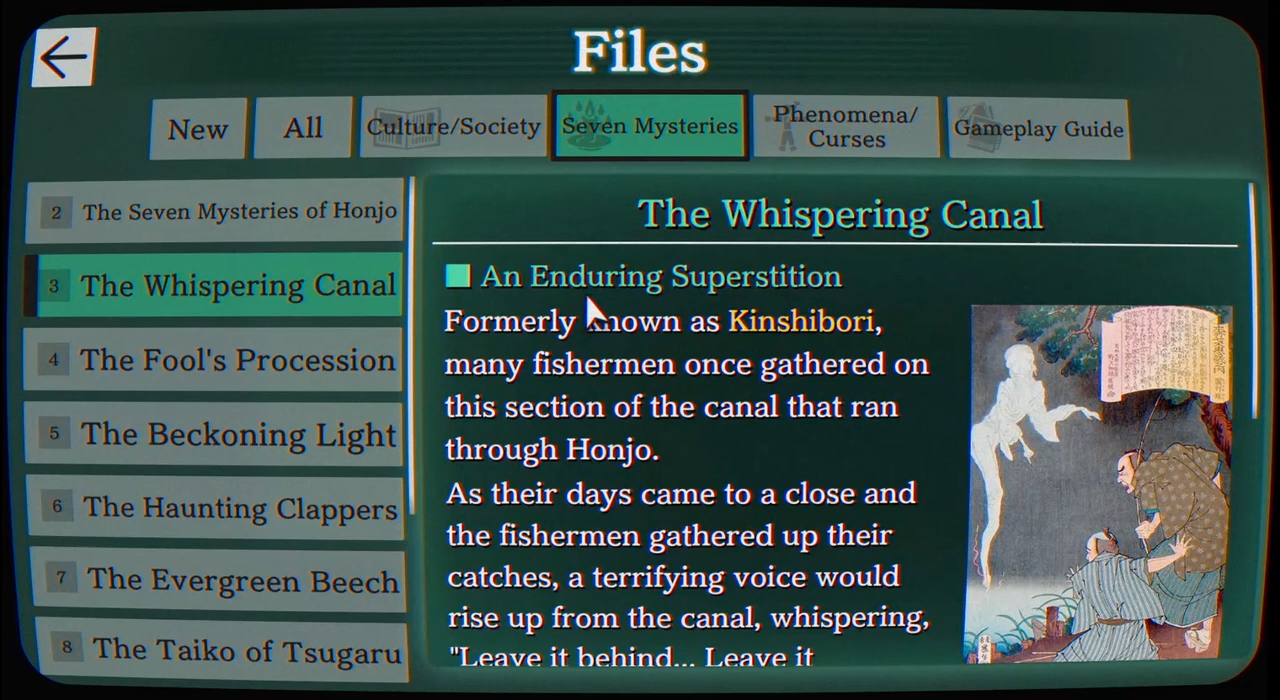 Files
New
All
Culture/Society
Seven Mysteries
Phenomena/
Curses
Gameplay Guide
2 The Seven Mysteries of Honjo
3 The Whispering Canal
4 The Fool's Procession
5 The Beckoning Light
6 The Haunting Clappers
7 The Evergreen Beech
8 The Taiko of Tsugaru
The Whispering Canal
An Enduring Superstition
Formerly known as Kinshibori,
many fishermen once gathered on
this section of the canal that ran
through Honjo.
As their days came to a close and
the fishermen gathered up their
catches, a terrifying voice would
rise up from the canal, whispering,
"Leave it behind... Leave it